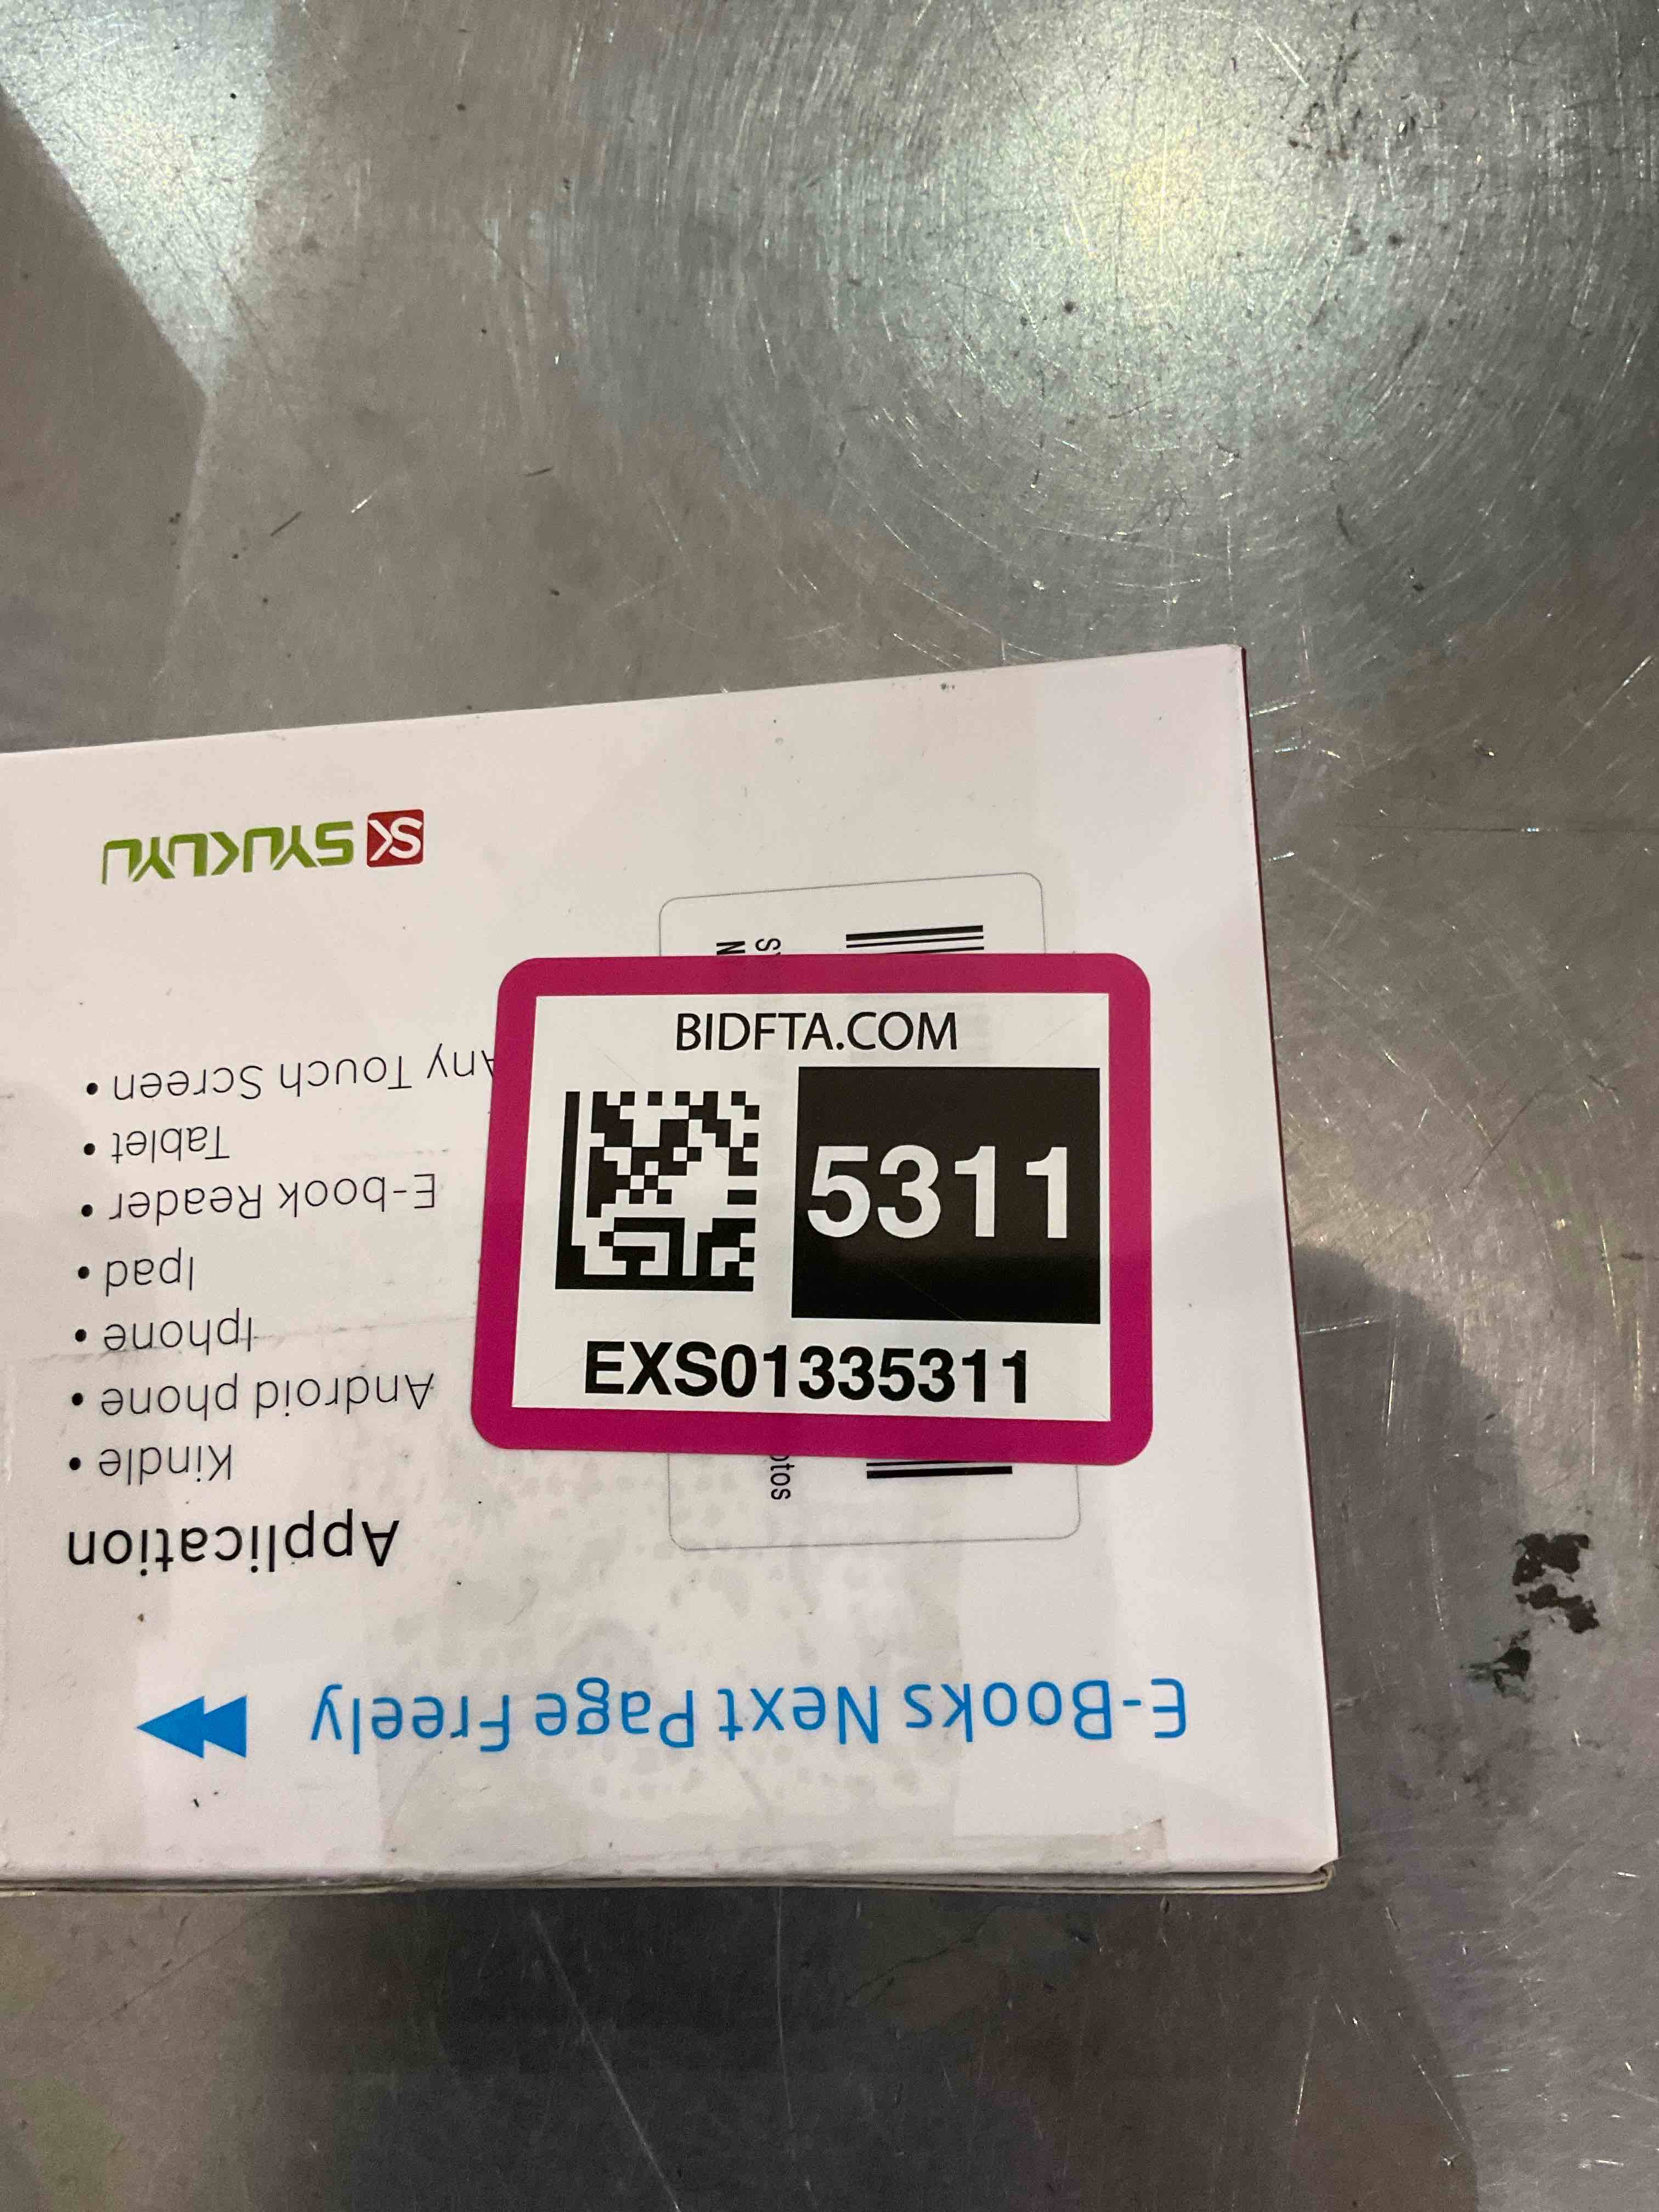 BIDFTA.COM
5311
EXS01335311
E-Books Next Page Freely
Application
• Kindle
• Android phone
• Iphone
• Ipad
• E-book Reader
• Tablet
• Any Touch Screen
SK SYUKUYU